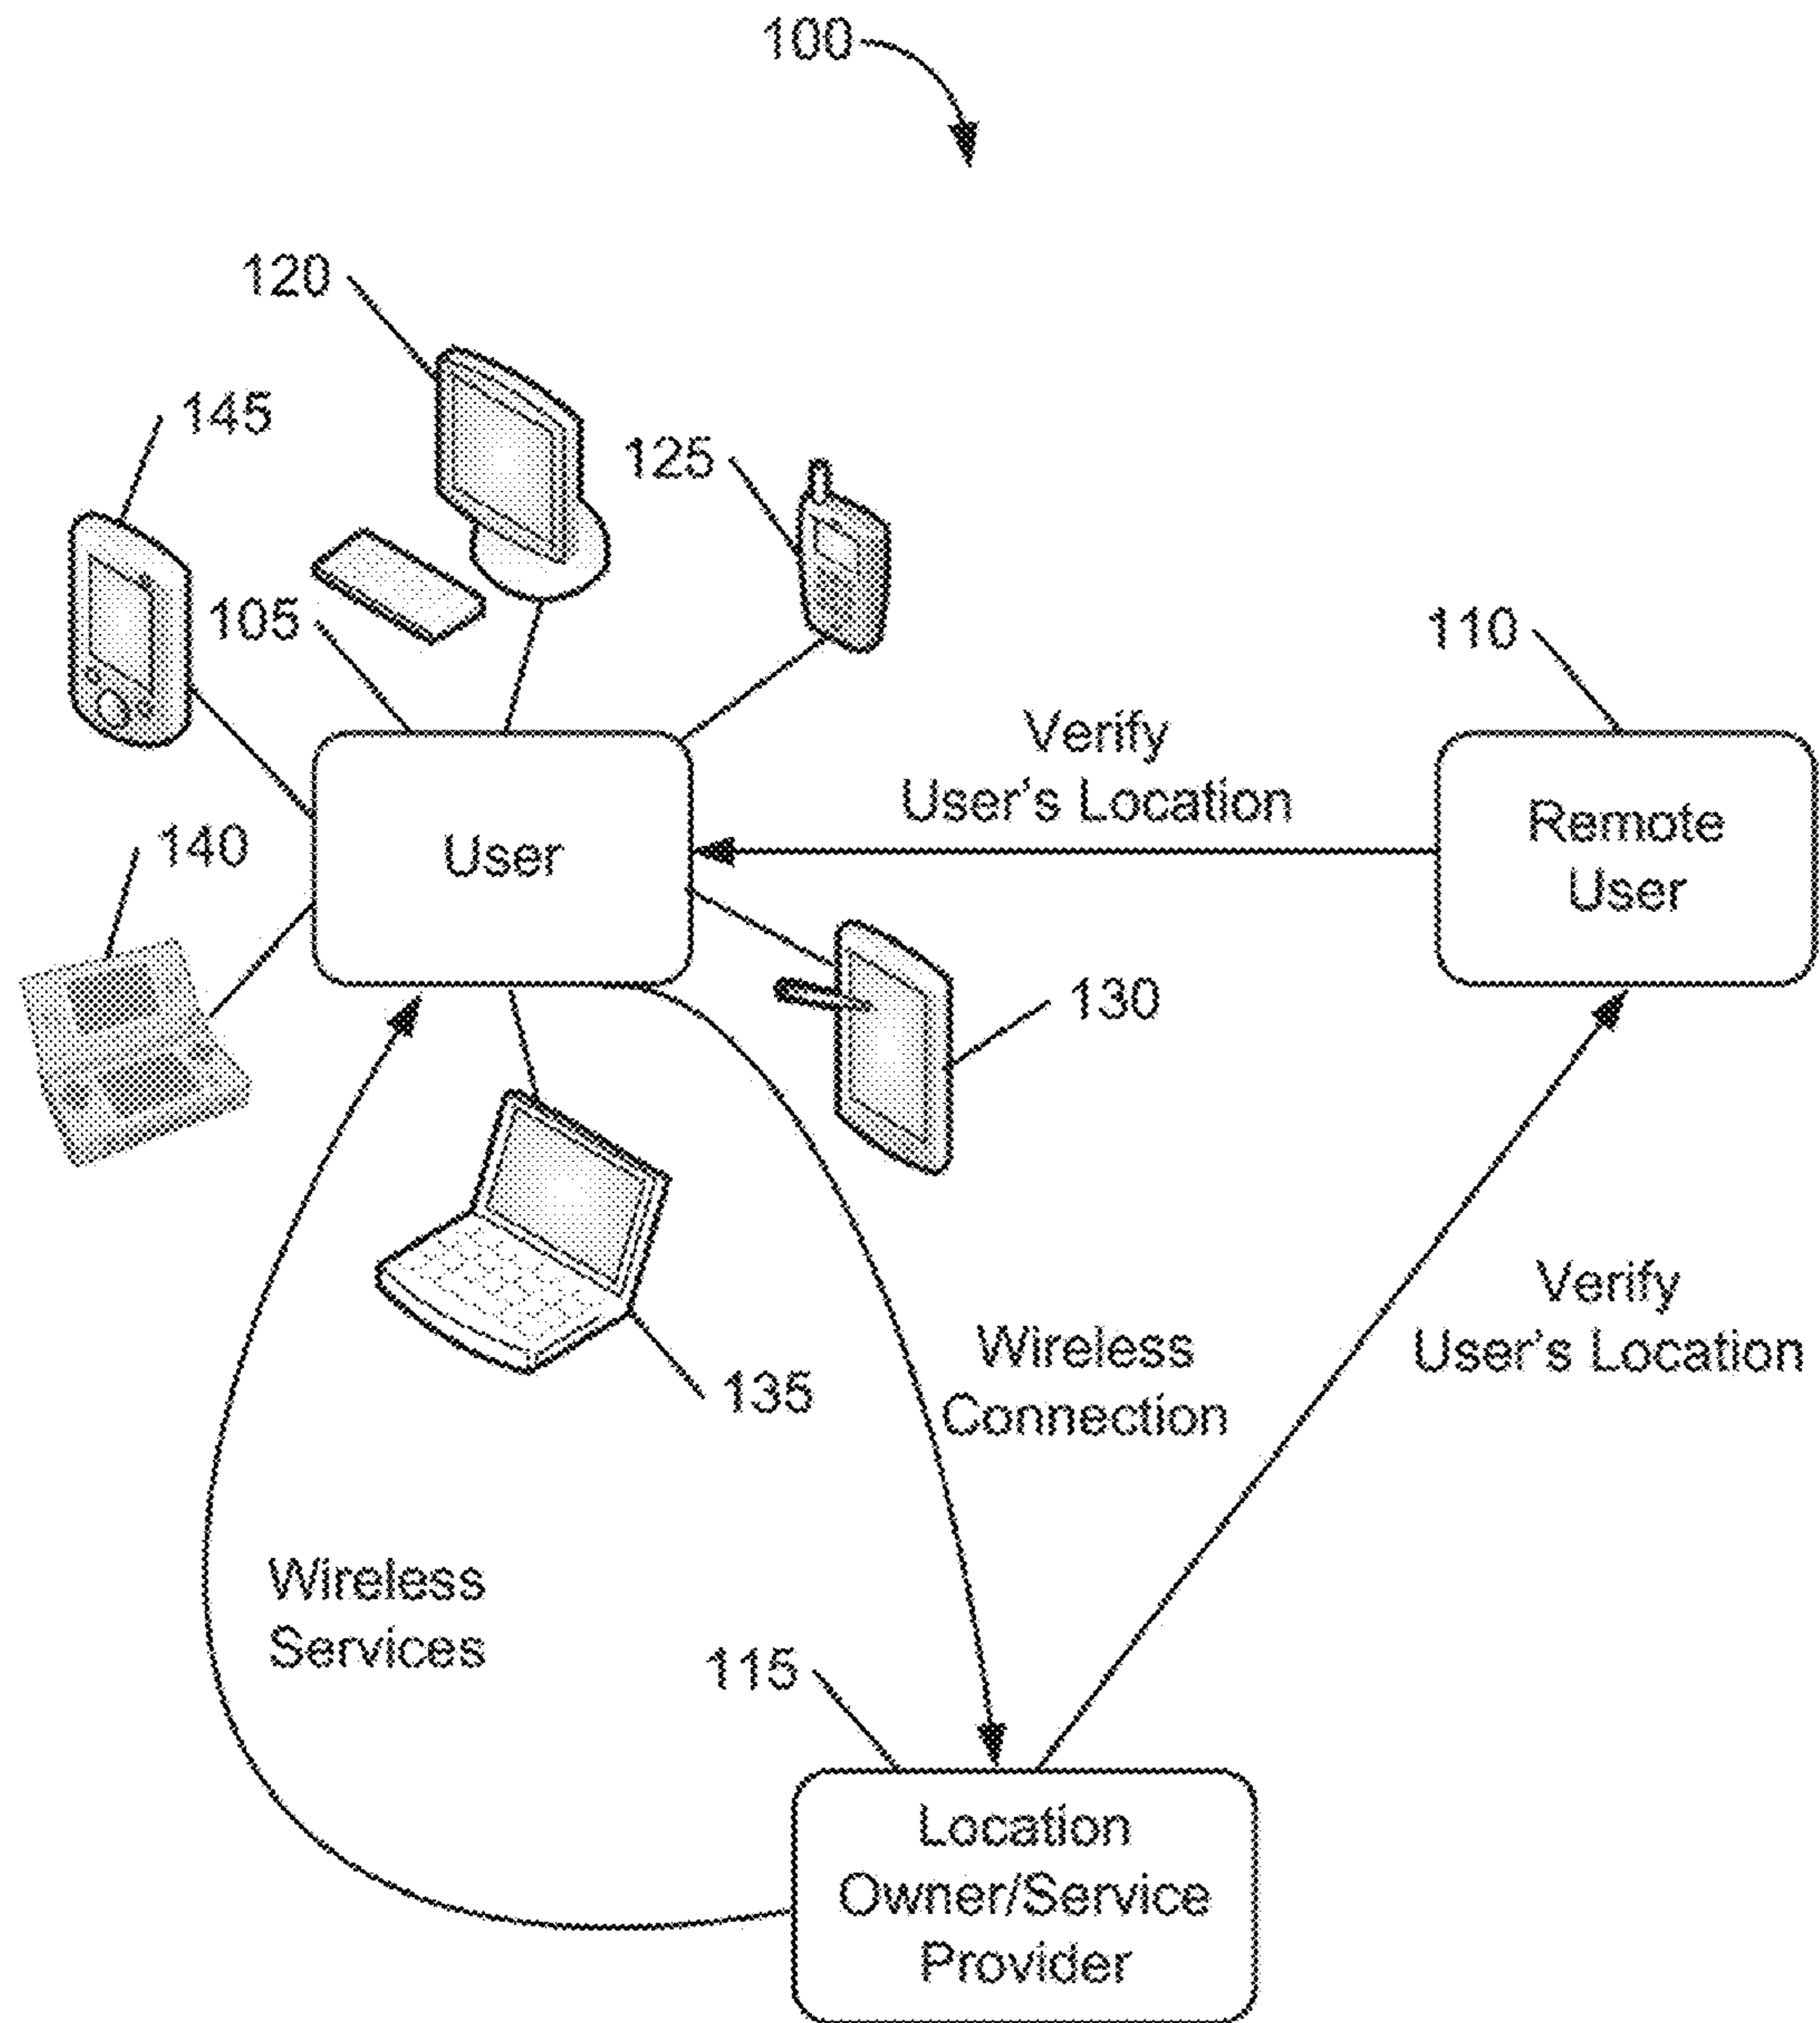 100
120
145
125
105
110
Verify
User's Location
140
User
Remote
User
130
135
Wireless
Connection
Verify
User's Location
Wireless
Services
115
Location
Owner/Service
Provider